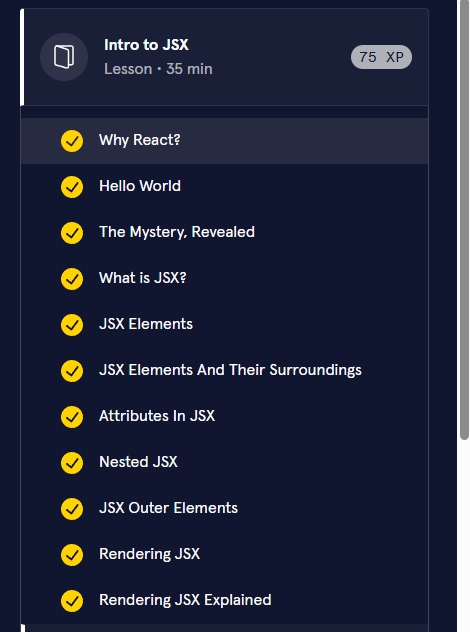 Intro to JSX
Lesson • 35 min
75 XP
Why React?
Hello World
The Mystery, Revealed
What is JSX?
JSX Elements
JSX Elements And Their Surroundings
Attributes In JSX
Nested JSX
JSX Outer Elements
Rendering JSX
Rendering JSX Explained